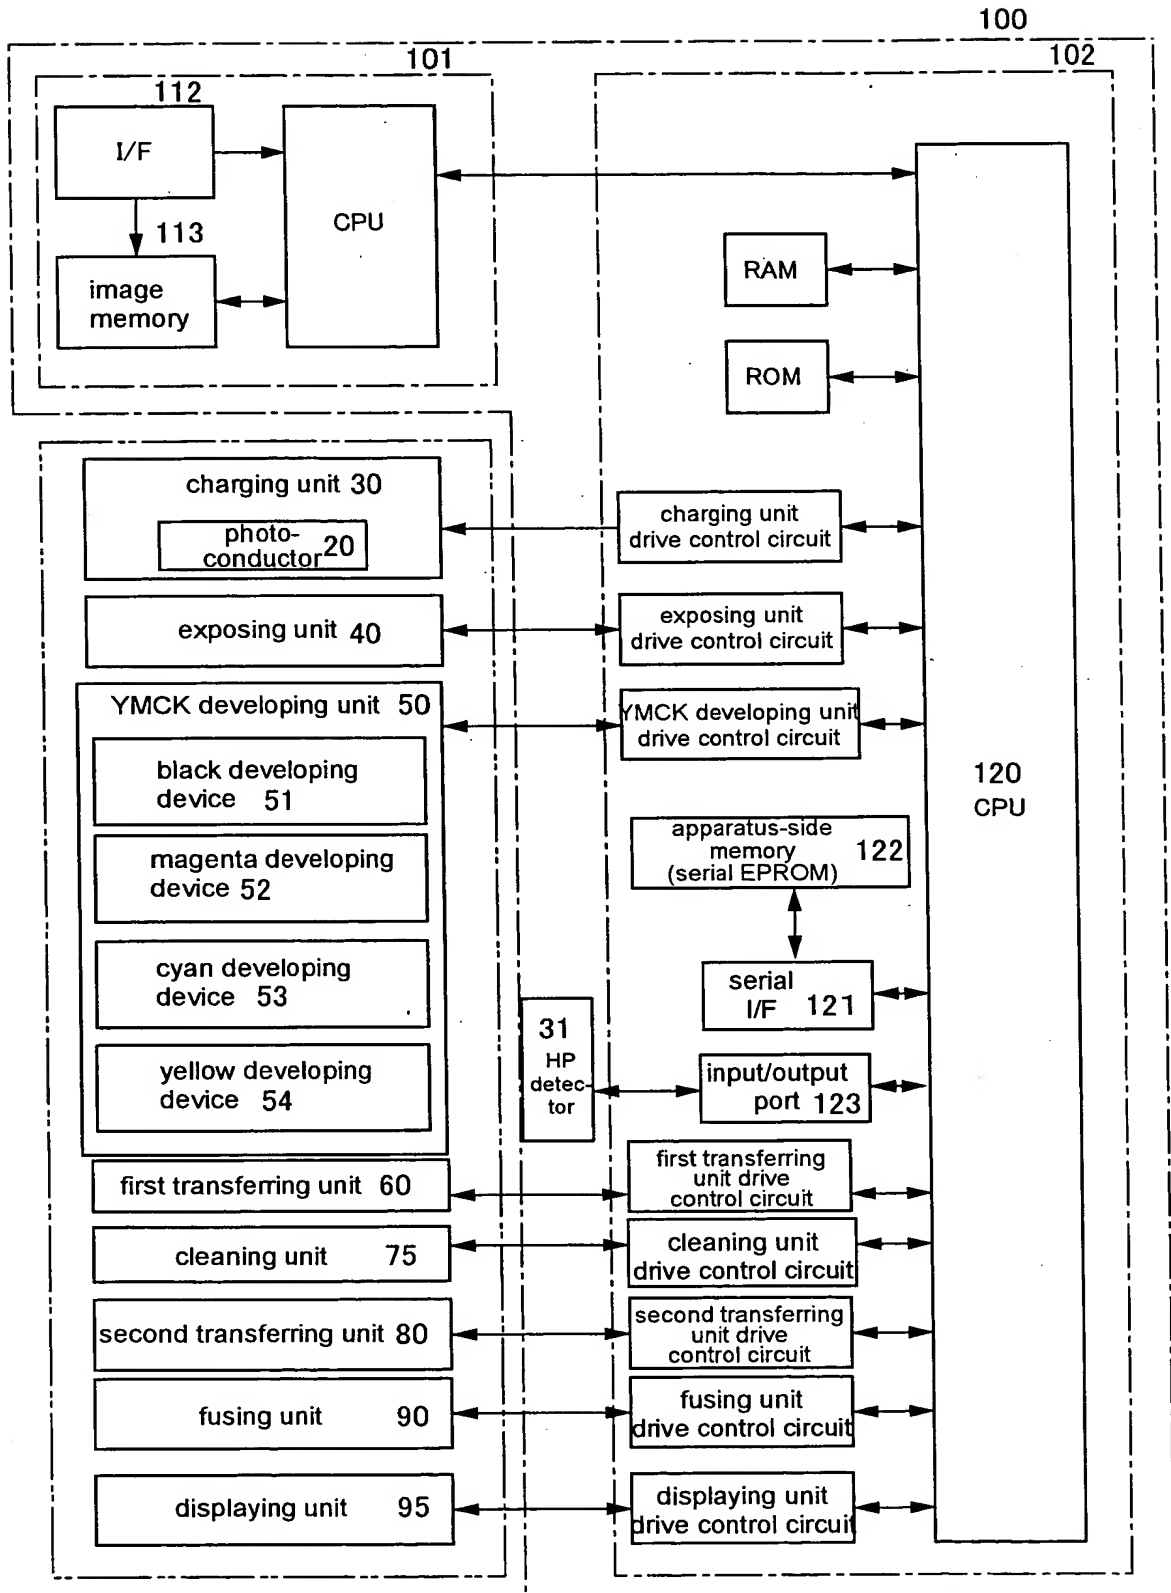 100
101
102
112
I/F
CPU
113
image
memory
RAM
ROM
120
CPU
charging unit 30
photo-
conductor 20
charging unit
drive control circuit
exposing unit 40
exposing unit
drive control circuit
YMCK developing unit 50
YMCK developing unit
drive control circuit
black developing
device 51
magenta developing
device 52
cyan developing
device 53
yellow developing
device 54
apparatus-side
memory 122
(serial EPROM)
serial
I/F 121
31
HP
detec-
tor
input/output
port 123
first transferring unit 60
first transferring
unit drive
control circuit
cleaning unit 75
cleaning unit
drive control circuit
second transferring unit 80
second transferring
unit drive
control circuit
fusing unit 90
fusing unit
drive control circuit
displaying unit 95
displaying unit
drive control circuit